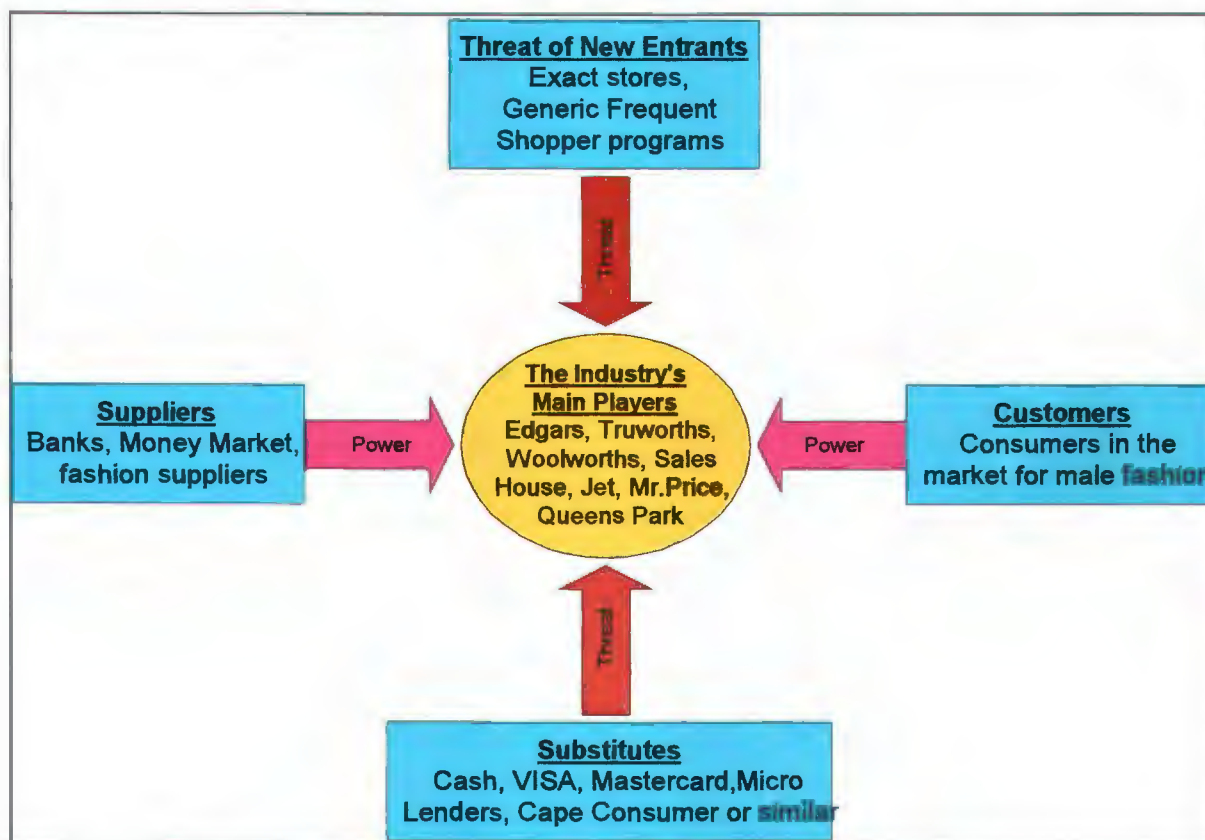 Threat of New Entrants
Exact stores,
Generic Frequent
Shopper programs
Threat
The Industry's
Main Players
Edgars, Truworths,
Woolworths, Sales
House, Jet, Mr.Price,
Queens Park
Suppliers
Banks, Money Market,
fashion suppliers
Power
Power
Customers
Consumers in the
market for male fashion
Threat
Substitutes
Cash, VISA, Mastercard,Micro
Lenders, Cape Consumer or similar